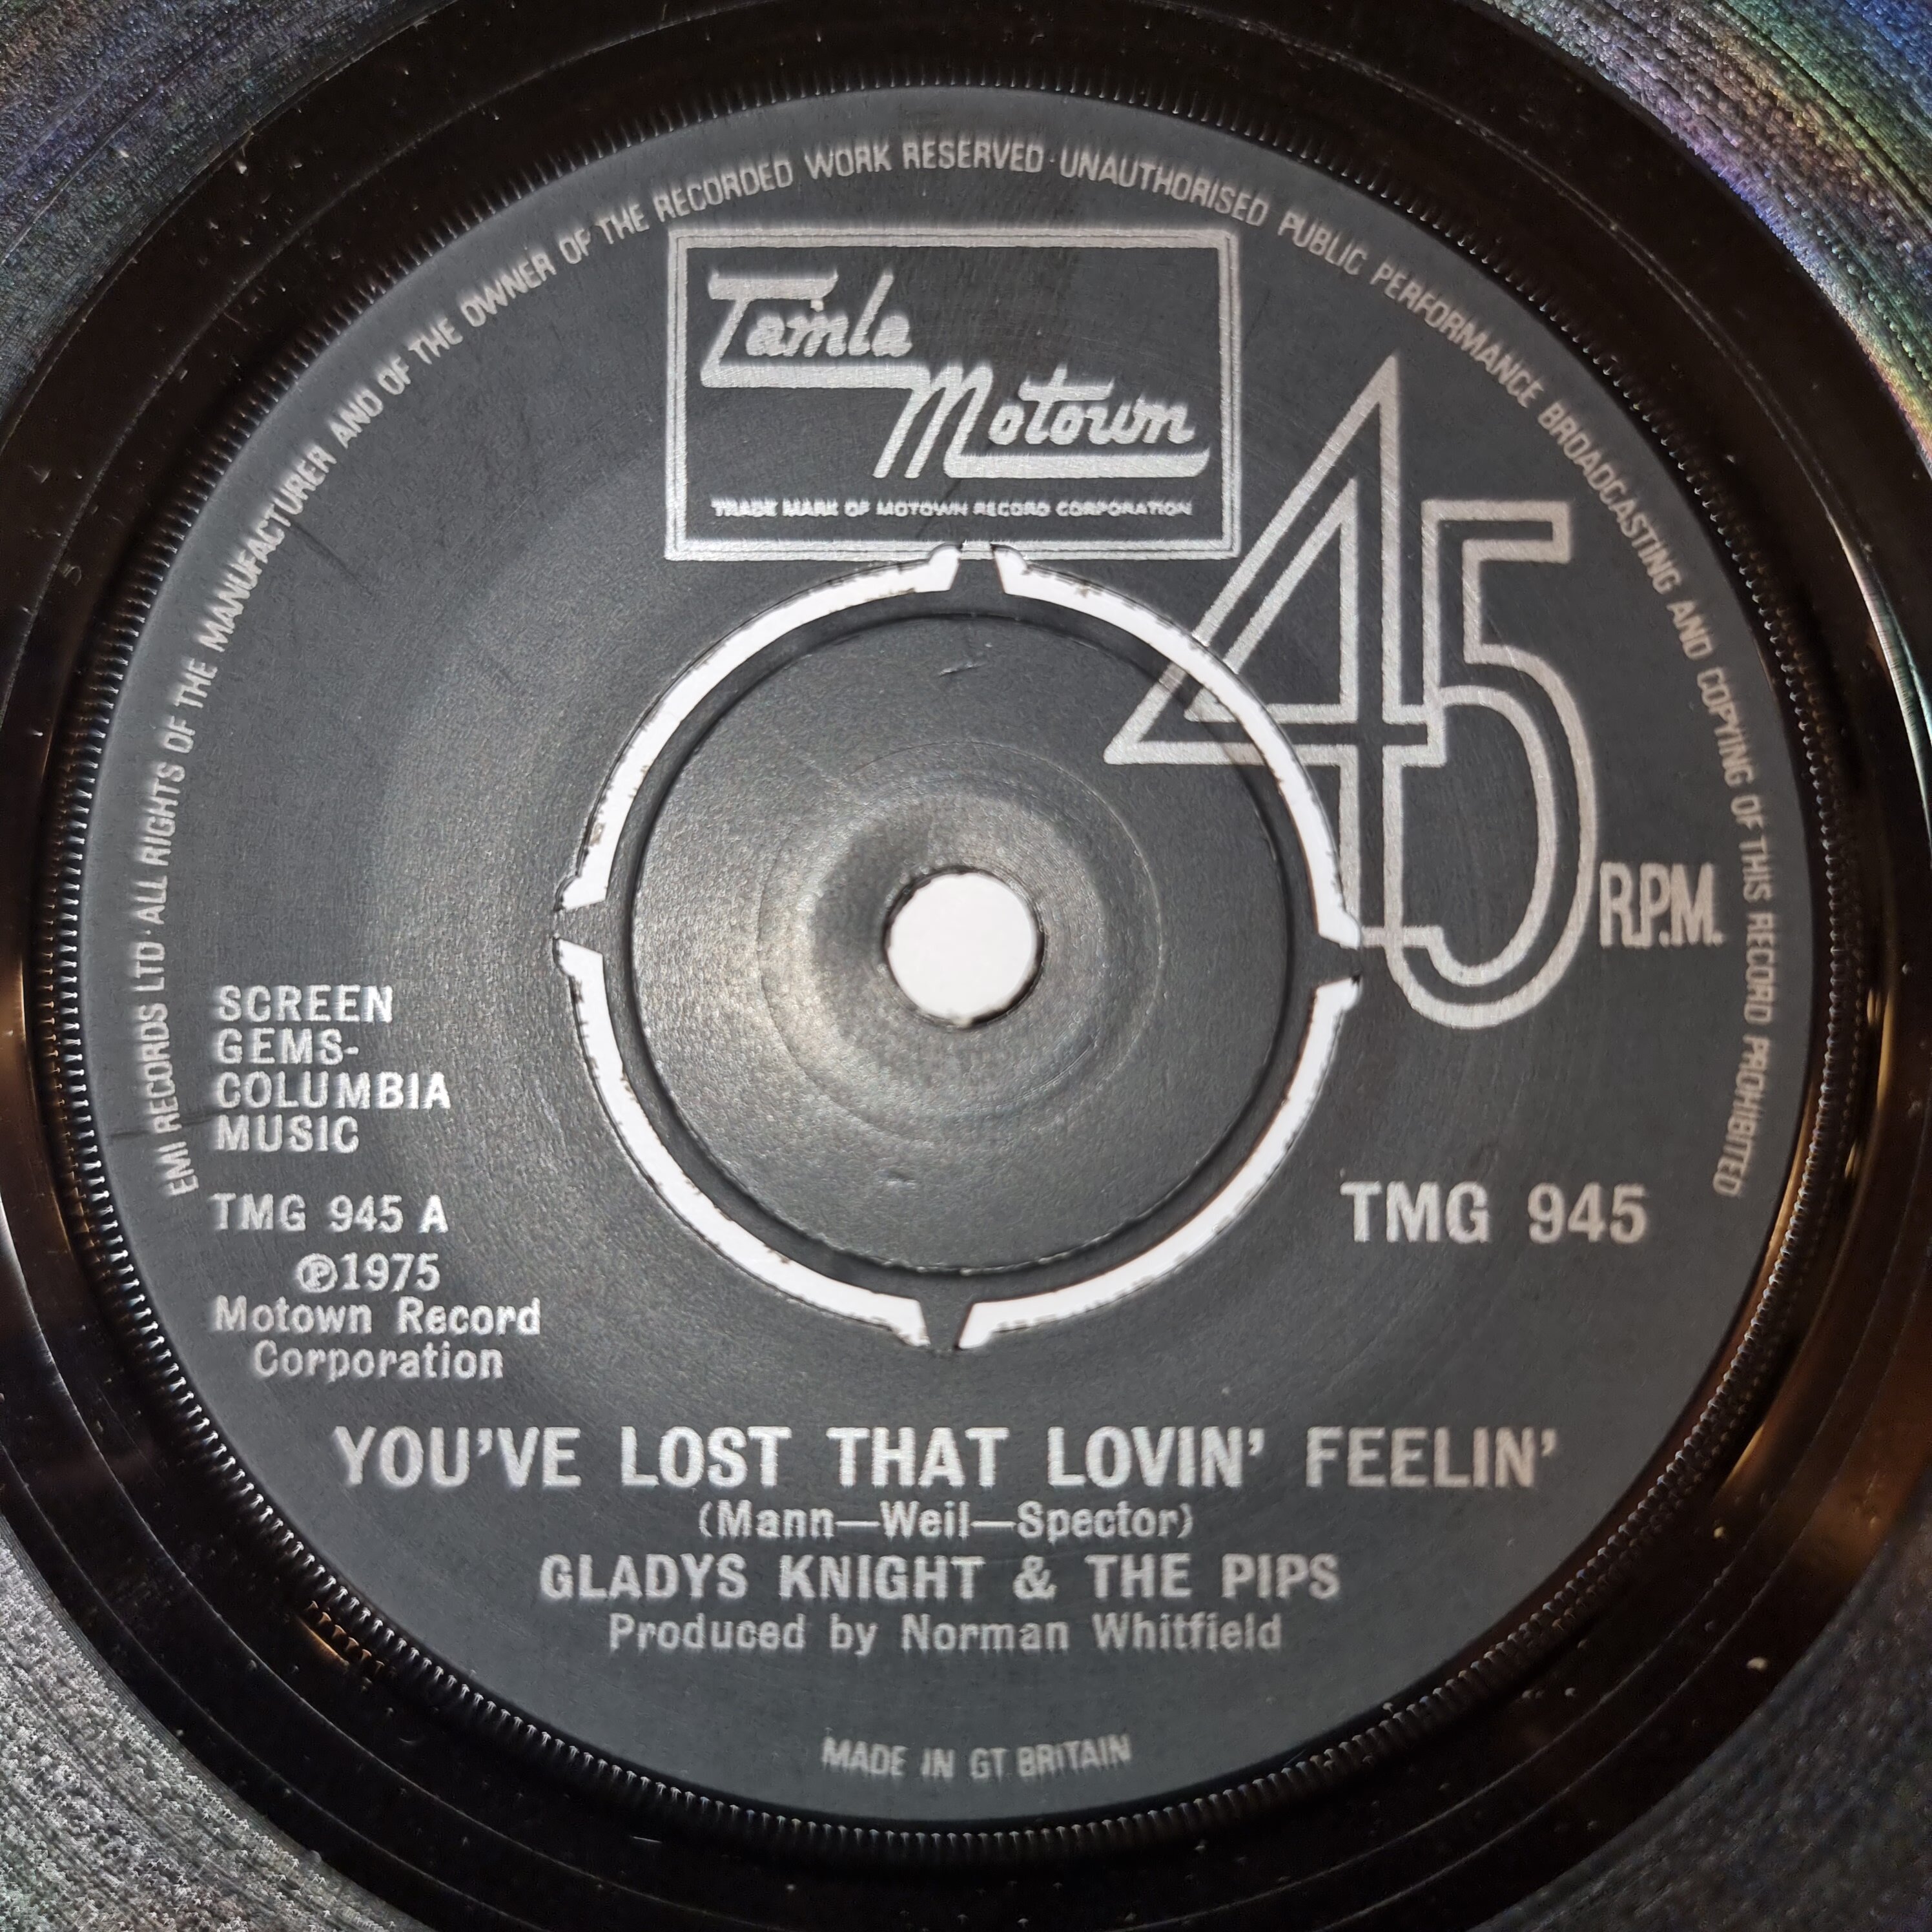 EMI RECORDS LTD · ALL RIGHTS OF THE MANUFACTURER AND OF THE OWNER OF THE RECORDED WORK RESERVED · UNAUTHORISED PUBLIC PERFORMANCE BROADCASTING AND COPYING OF THIS RECORD PROHIBITED
Tamla
Motown
TRADE MARK OF MOTOWN RECORD CORPORATION
45
R.P.M.
SCREEN
GEMS-
COLUMBIA
MUSIC
TMG 945 A
℗1975
Motown Record
Corporation
TMG 945
YOU'VE LOST THAT LOVIN' FEELIN'
(Mann—Weil—Spector)
GLADYS KNIGHT & THE PIPS
Produced by Norman Whitfield
MADE IN GT BRITAIN